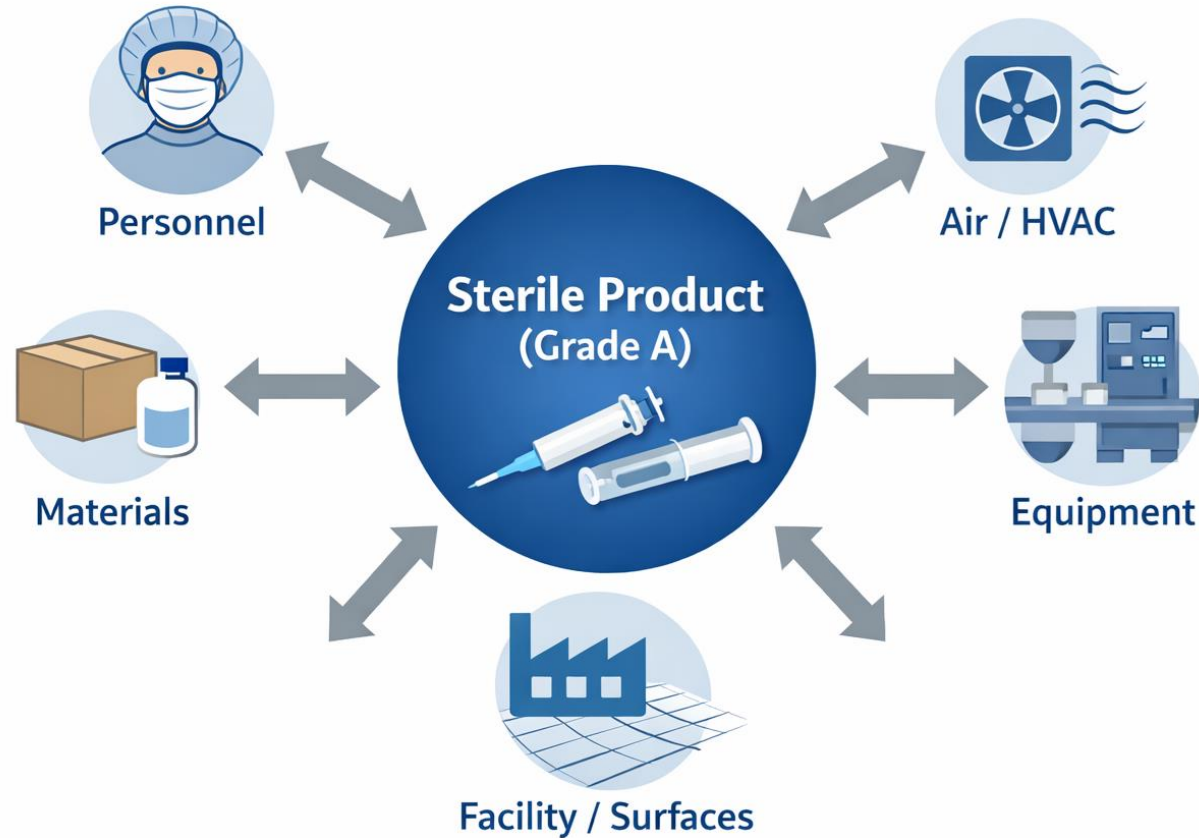 Personnel
Air / HVAC
Sterile Product
(Grade A)
Materials
Equipment
Facility / Surfaces